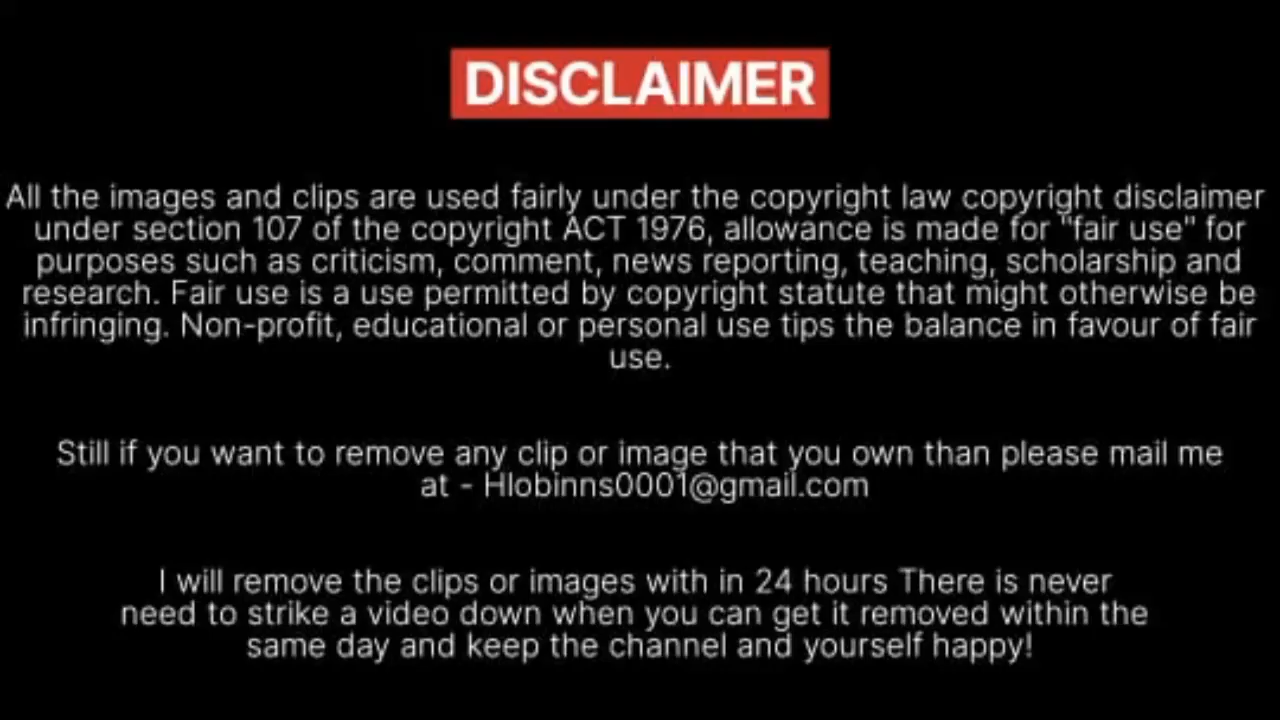 DISCLAIMER
All the images and clips are used fairly under the copyright law copyright disclaimer
under section 107 of the copyright ACT 1976, allowance is made for "fair use" for
purposes such as criticism, comment, news reporting, teaching, scholarship and
research. Fair use is a use permitted by copyright statute that might otherwise be
infringing. Non-profit, educational or personal use tips the balance in favour of fair
use.
Still if you want to remove any clip or image that you own than please mail me
at - Hlobinns0001@gmail.com
I will remove the clips or images with in 24 hours There is never
need to strike a video down when you can get it removed within the
same day and keep the channel and yourself happy!